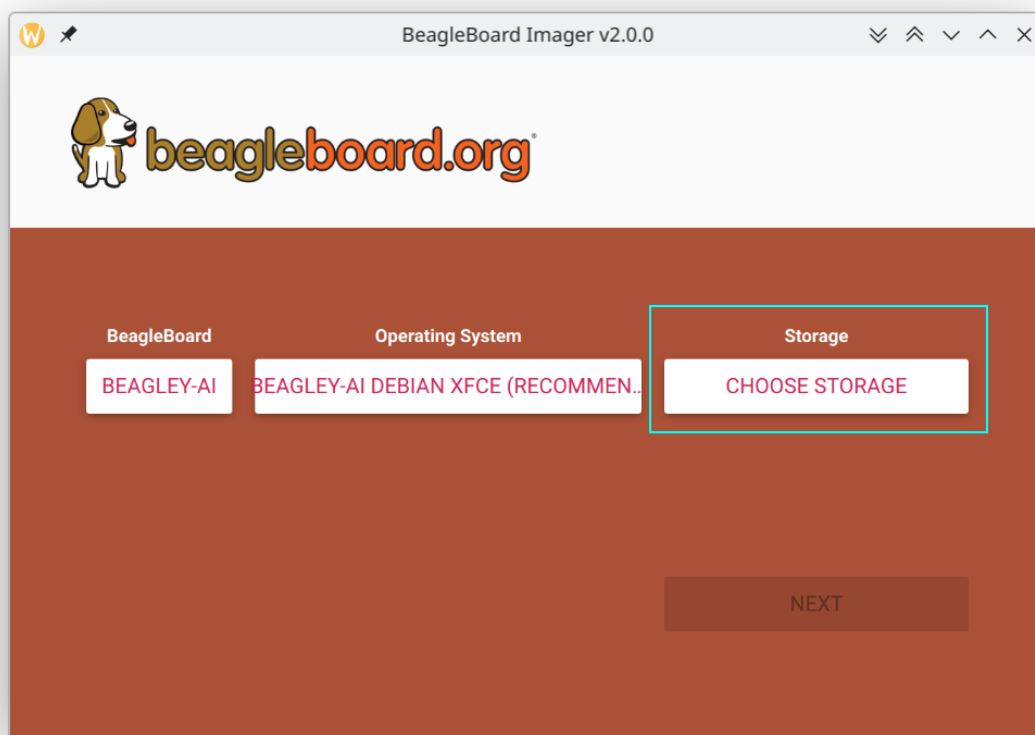 BeagleBoard Imager v2.0.0
beagleboard.org®
BeagleBoard
Operating System
Storage
BEAGLEY-AI
BEAGLEY-AI DEBIAN XFCE (RECOMMEN...
CHOOSE STORAGE
NEXT